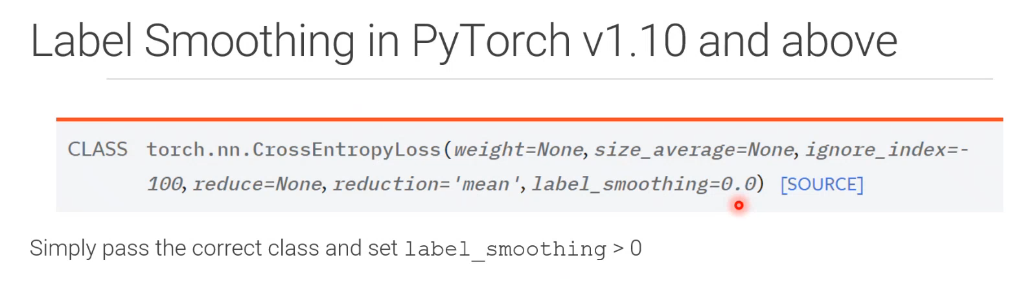 Label Smoothing in PyTorch v1.10 and above
CLASS torch.nn.CrossEntropyLoss(weight=None, size_average=None, ignore_index=-
100, reduce=None, reduction='mean', label_smoothing=0.0) [SOURCE]
Simply pass the correct class and set label_smoothing > 0